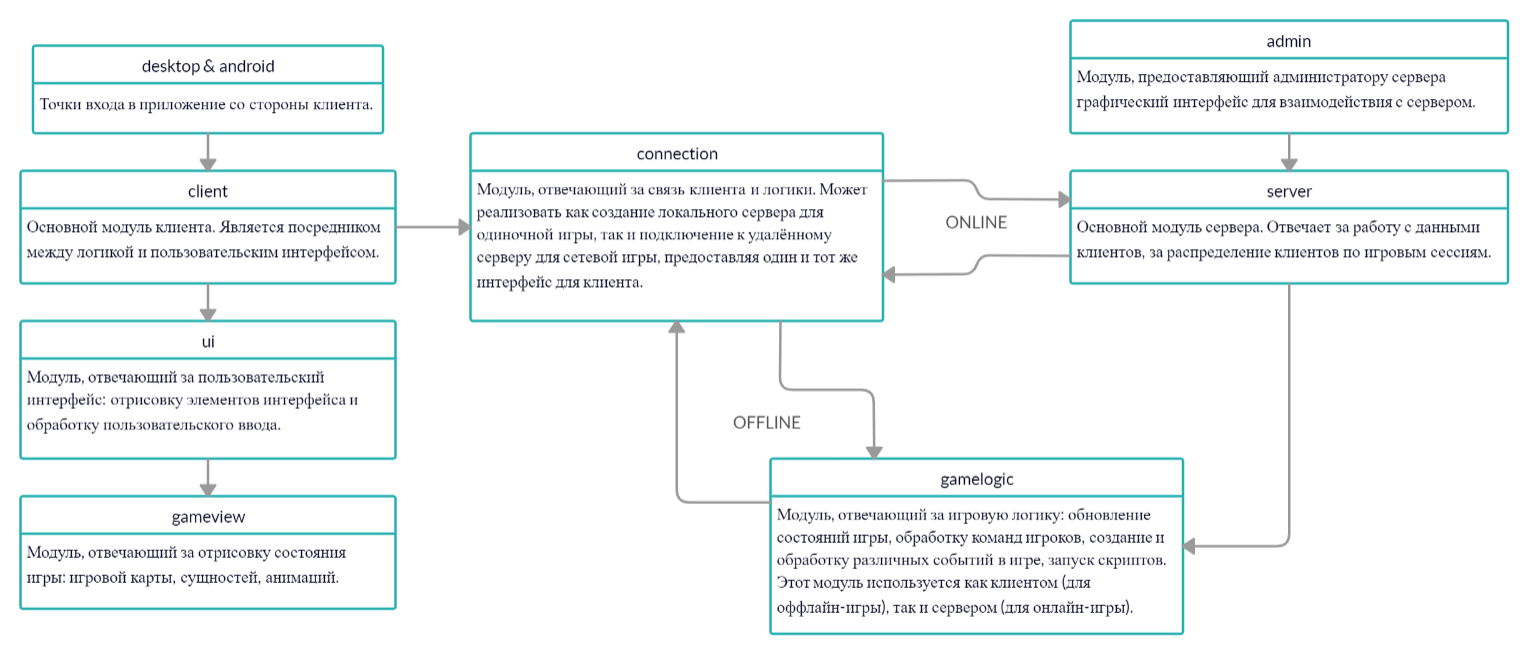 desktop & android
Точки входа в приложение со стороны клиента.
client
Основной модуль клиента. Является посредником
между логикой и пользовательским интерфейсом.
ui
Модуль, отвечающий за пользовательский
интерфейс: отрисовку элементов интерфейса и
обработку пользовательского ввода.
gameview
Модуль, отвечающий за отрисовку состояния
игры: игровой карты, сущностей, анимаций.
connection
Модуль, отвечающий за связь клиента и логики. Может
реализовать как создание локального сервера для
одиночной игры, так и подключение к удалённому
серверу для сетевой игры, предоставляя один и тот же
интерфейс для клиента.
ONLINE
OFFLINE
admin
Модуль, предоставляющий администратору сервера
графический интерфейс для взаимодействия с сервером.
server
Основной модуль сервера. Отвечает за работу с данными
клиентов, за распределение клиентов по игровым сессиям.
gamelogic
Модуль, отвечающий за игровую логику: обновление
состояний игры, обработку команд игроков, создание и
обработку различных событий в игре, запуск скриптов.
Этот модуль используется как клиентом (для
оффлайн-игры), так и сервером (для онлайн-игры).